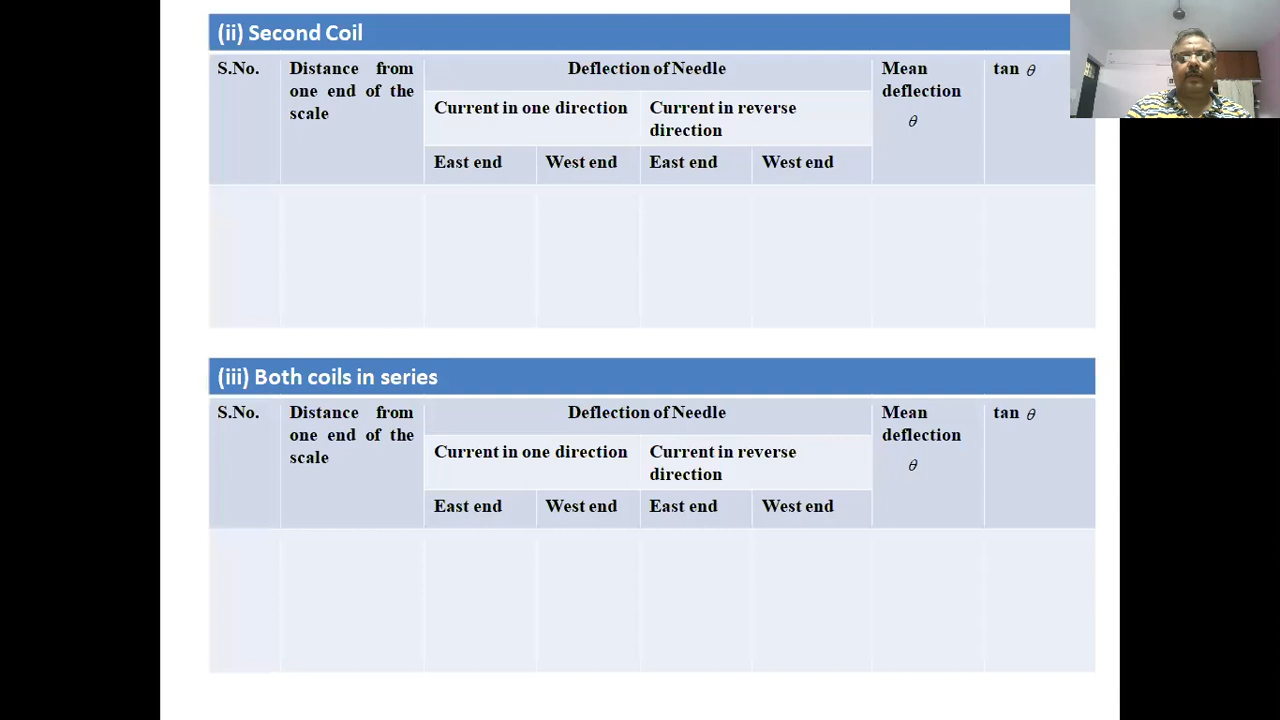 (ii) Second Coil
S.No.
Distance from
one end of the
scale
Deflection of Needle
Current in one direction
Current in reverse
direction
East end
West end
East end
West end
Mean
deflection
θ
tan θ
(iii) Both coils in series
S.No.
Distance from
one end of the
scale
Deflection of Needle
Current in one direction
Current in reverse
direction
East end
West end
East end
West end
Mean
deflection
θ
tan θ